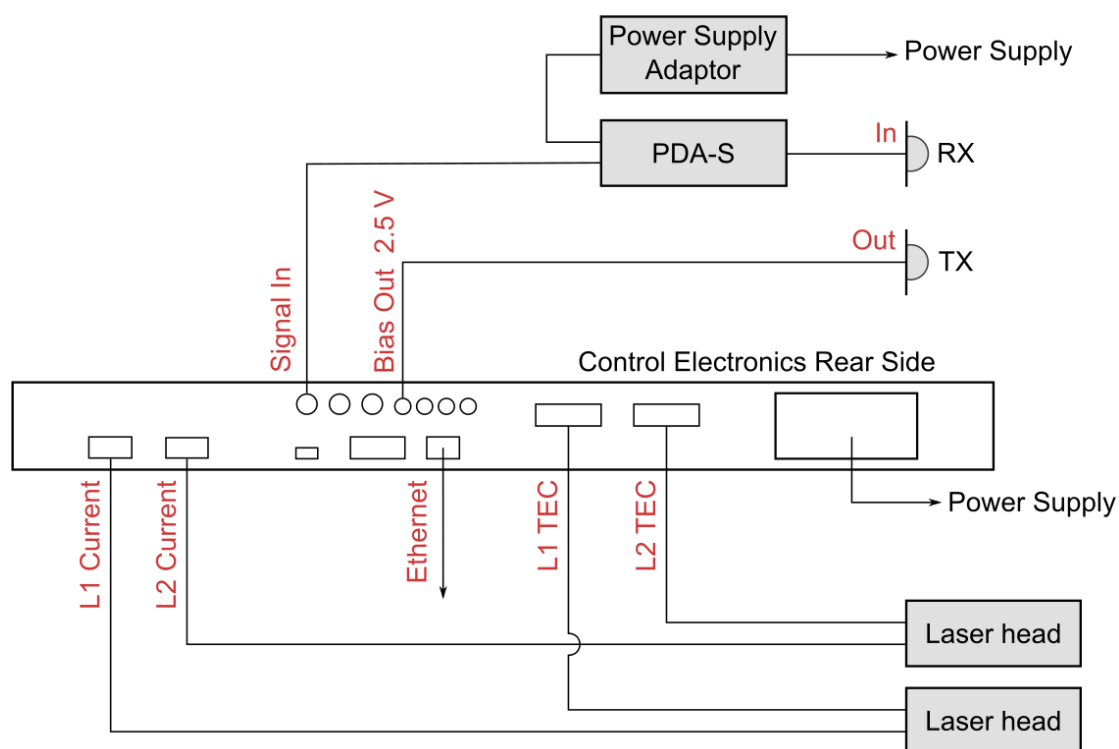 Power Supply
Adaptor
Power Supply
In
PDA-S
RX
Out
TX
Signal In
Bias Out 2.5 V
Control Electronics Rear Side
L1 Current
L2 Current
Ethernet
L1 TEC
L2 TEC
Power Supply
Laser head
Laser head